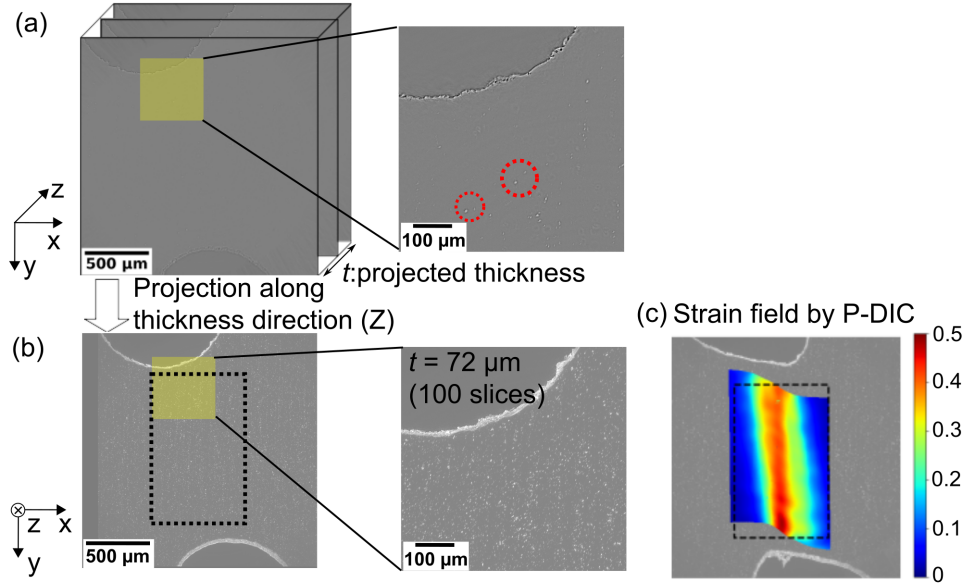 (a)
z
x
y
500 µm
100 µm
t:projected thickness
Projection along
thickness direction (Z)
(b)
t = 72 µm
(100 slices)
z
x
y
500 µm
100 µm
(c) Strain field by P-DIC
0.5
0.4
0.3
0.2
0.1
0